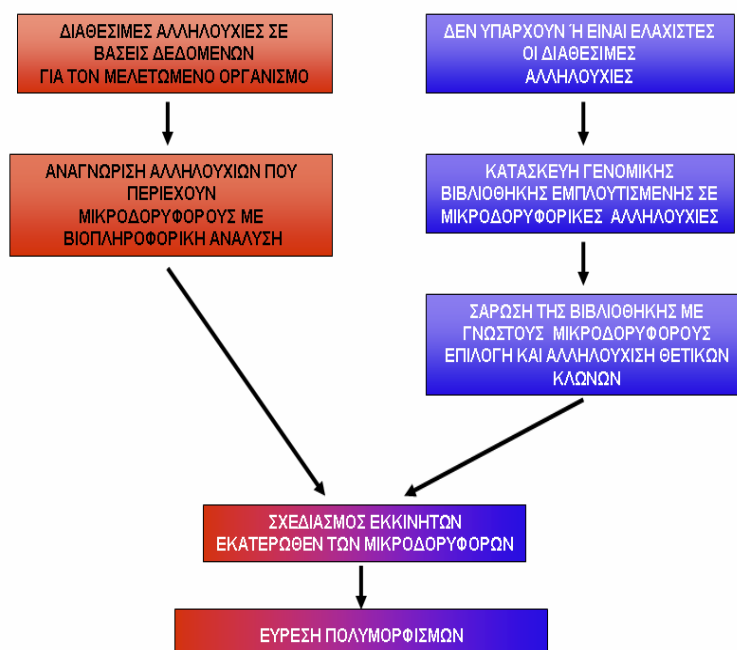 ΔΙΑΘΕΣΙΜΕΣ ΑΛΛΗΛΟΥΧΙΕΣ ΣΕ
ΒΑΣΕΙΣ ΔΕΔΟΜΕΝΩΝ
ΓΙΑ ΤΟΝ ΜΕΛΕΤΩΜΕΝΟ ΟΡΓΑΝΙΣΜΟ
ΑΝΑΓΝΩΡΙΣΗ ΑΛΛΗΛΟΥΧΙΩΝ ΠΟΥ
ΠΕΡΙΕΧΟΥΝ
ΜΙΚΡΟΔΟΡΥΦΟΡΟΥΣ ΜΕ
ΒΙΟΠΛΗΡΟΦΟΡΙΚΗ ΑΝΑΛΥΣΗ
ΔΕΝ ΥΠΑΡΧΟΥΝ Ή ΕΙΝΑΙ ΕΛΑΧΙΣΤΕΣ
ΟΙ ΔΙΑΘΕΣΙΜΕΣ
ΑΛΛΗΛΟΥΧΙΕΣ
ΚΑΤΑΣΚΕΥΗ ΓΕΝΟΜΙΚΗΣ
ΒΙΒΛΙΟΘΗΚΗΣ ΕΜΠΛΟΥΤΙΣΜΕΝΗΣ ΣΕ
ΜΙΚΡΟΔΟΡΥΦΟΡΙΚΕΣ ΑΛΛΗΛΟΥΧΙΕΣ
ΣΑΡΩΣΗ ΤΗΣ ΒΙΒΛΙΟΘΗΚΗΣ ΜΕ
ΓΝΩΣΤΟΥΣ ΜΙΚΡΟΔΟΡΥΦΟΡΟΥΣ
ΕΠΙΛΟΓΗ ΚΑΙ ΑΛΛΗΛΟΥΧΙΣΗ ΘΕΤΙΚΩΝ
ΚΛΩΝΩΝ
ΣΧΕΔΙΑΣΜΟΣ ΕΚΚΙΝΗΤΩΝ
ΕΚΑΤΕΡΩΘΕΝ ΤΩΝ ΜΙΚΡΟΔΟΡΥΦΟΡΩΝ
ΕΥΡΕΣΗ ΠΟΛΥΜΟΡΦΙΣΜΩΝ